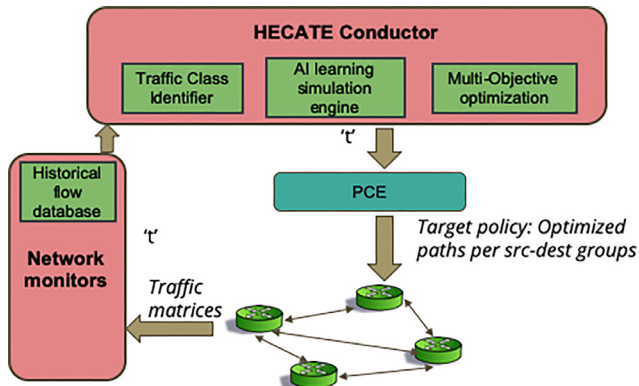 HECATE Conductor
Traffic Class
Identifier
AI learning
simulation
engine
Multi-Objective
optimization
‘t’
PCE
Target policy: Optimized
paths per src-dest groups
Historical
flow
database
Network
monitors
‘t’
Traffic
matrices